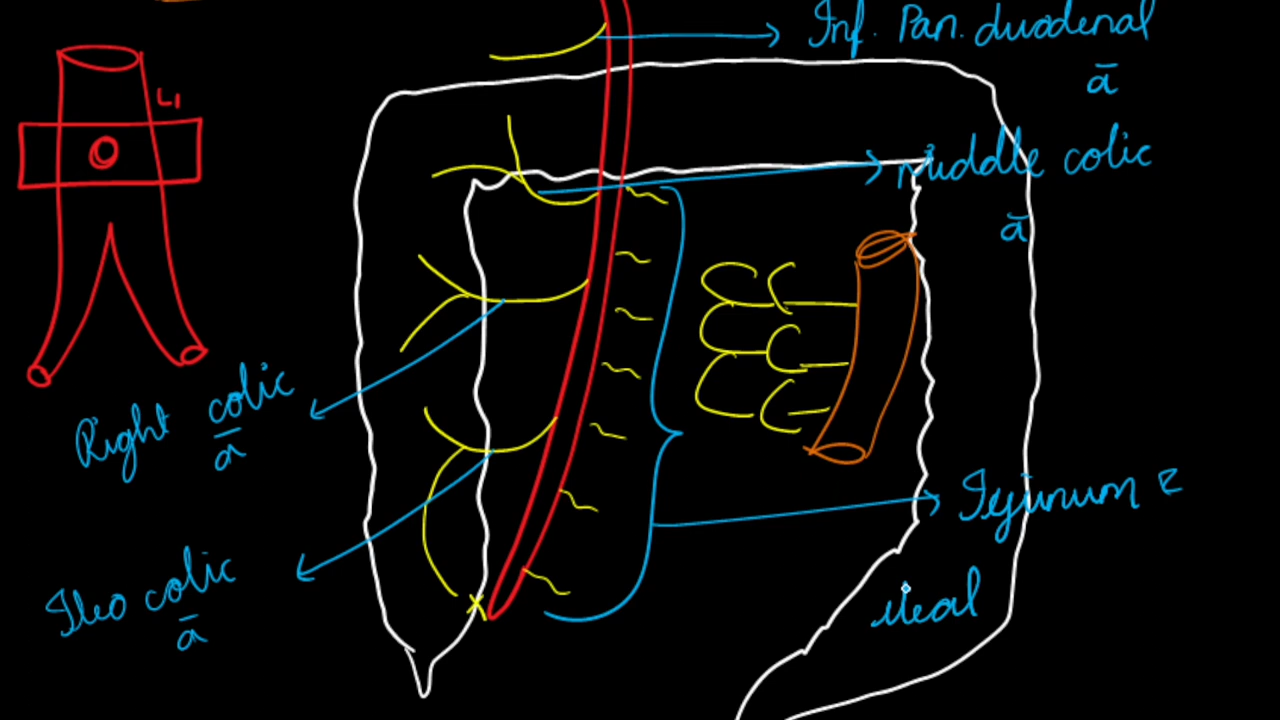 Inf. Pan. duodenal
ā
L1
Middle colic
ā
Right colic
ā
Jejunum &
ileal
Ileo colic
ā